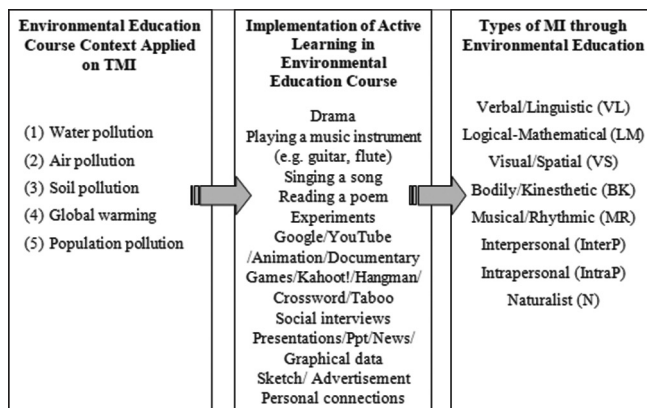 Environmental Education
Course Context Applied
on TMI
(1) Water pollution
(2) Air pollution
(3) Soil pollution
(4) Global warming
(5) Population pollution
Implementation of Active
Learning in
Environmental
Education Course
Drama
Playing a music instrument
(e.g. guitar, flute)
Singing a song
Reading a poem
Experiments
Google/YouTube
/Animation/Documentary
Games/Kahoot!/Hangman/
Crossword/Taboo
Social interviews
Presentations/Ppt/News/
Graphical data
Sketch/ Advertisement
Personal connections
Types of MI through
Environmental Education
Verbal/Linguistic (VL)
Logical-Mathematical (LM)
Visual/Spatial (VS)
Bodily/Kinesthetic (BK)
Musical/Rhythmic (MR)
Interpersonal (InterP)
Intrapersonal (IntraP)
Naturalist (N)